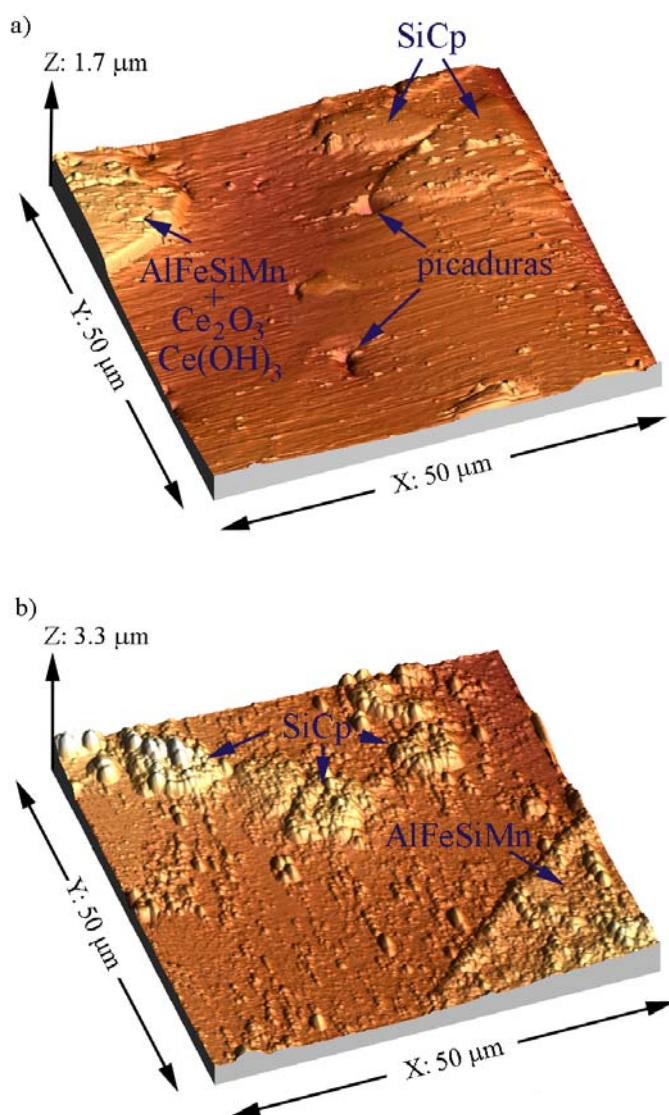 a)
SiCp
Z: 1.7 µm
picaduras
AlFeSiMn
+
Ce₂O₃
Ce(OH)₃
Y: 50 µm
X: 50 µm
b)
Z: 3.3 µm
SiCp
AlFeSiMn
Y: 50 µm
X: 50 µm